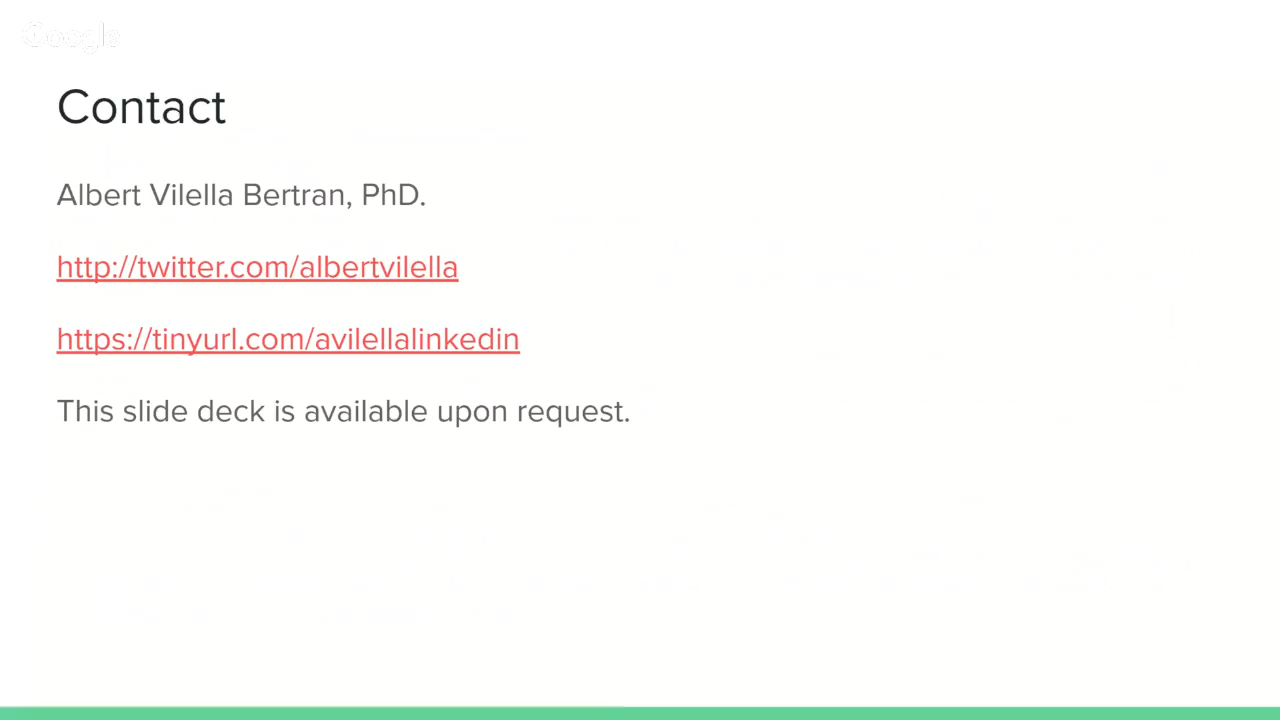 Google
Contact
Albert Vilella Bertran, PhD.
http://twitter.com/albertvilella
https://tinyurl.com/avilellalinkedin
This slide deck is available upon request.